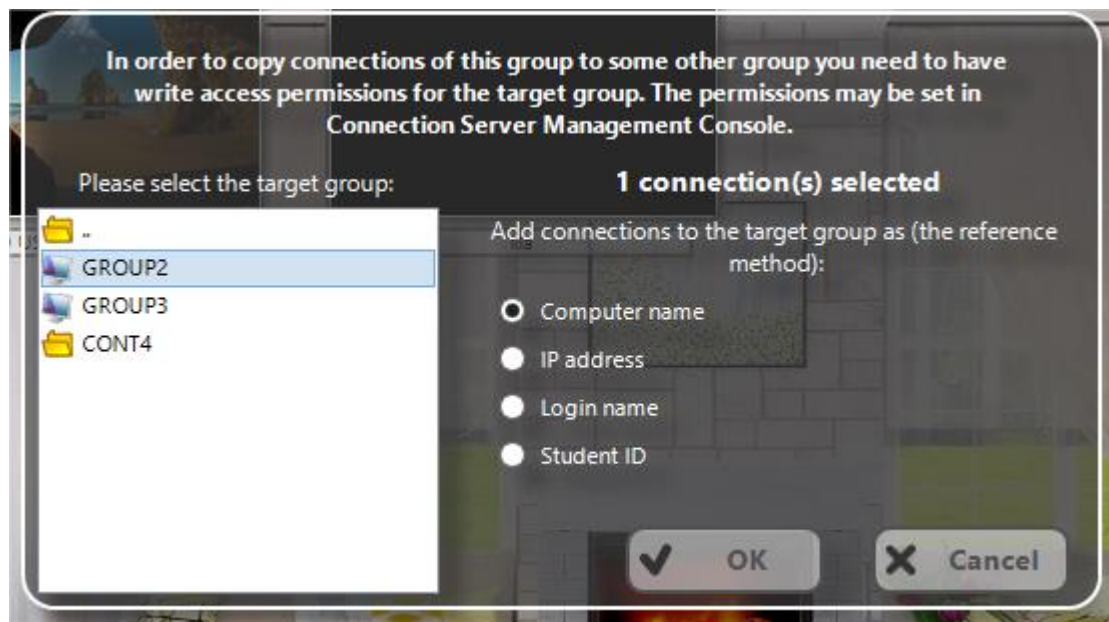 In order to copy connections of this group to some other group you need to have
write access permissions for the target group. The permissions may be set in
Connection Server Management Console.
Please select the target group:
..
GROUP2
GROUP3
CONT4
1 connection(s) selected
Add connections to the target group as (the reference
method):
Computer name
IP address
Login name
Student ID
OK
Cancel